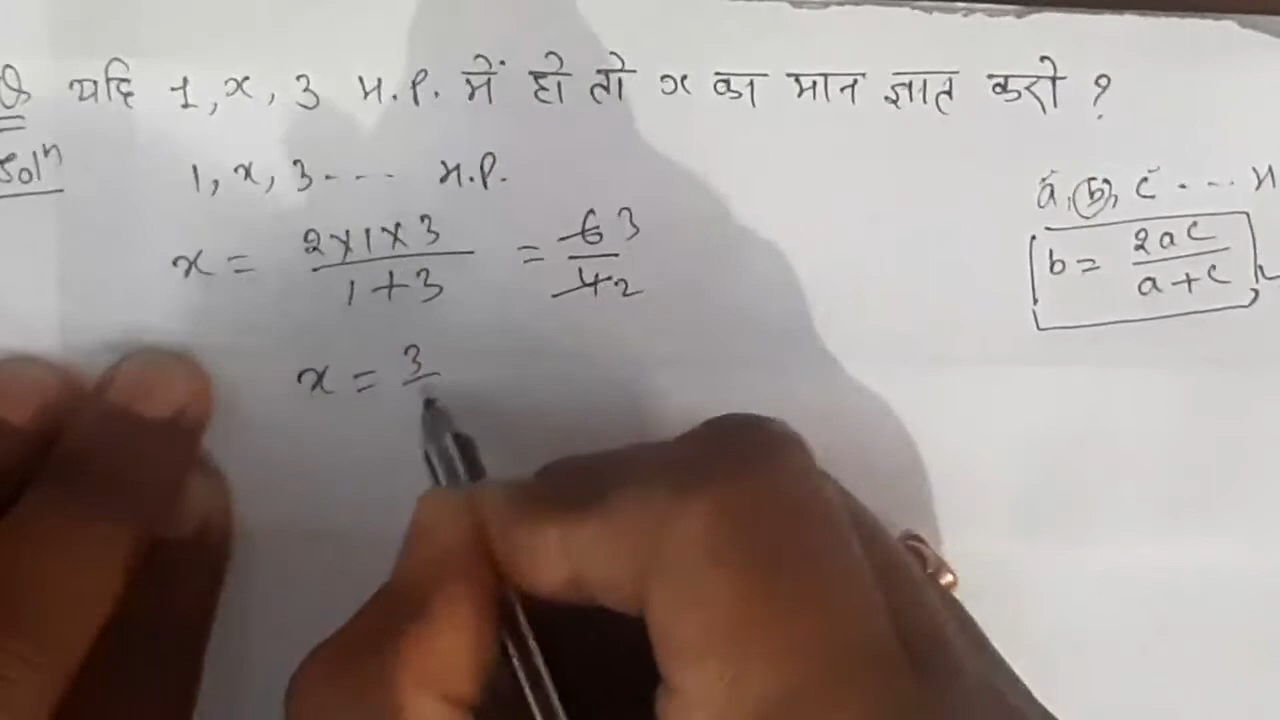 Q यदि 1, x, 3 H.P. में हो तो x का मान ज्ञात करो ?
Solⁿ 1, x, 3 ---- H.P.
x = 2×1×3 / 1+3 = 6 3 / 4 2
x = 3 /
a, b, c ---- H
b = 2ac / a+c